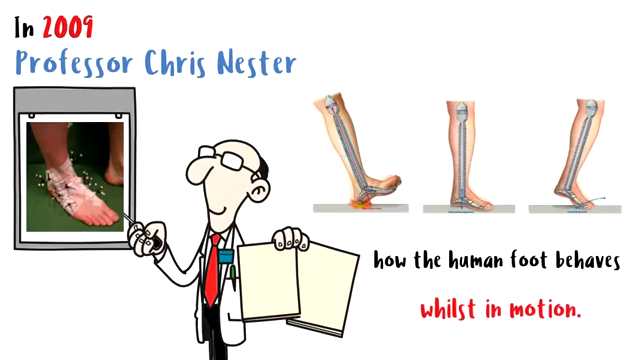 In 2009
Professor Chris Nester
how the human foot behaves
whilst in motion.